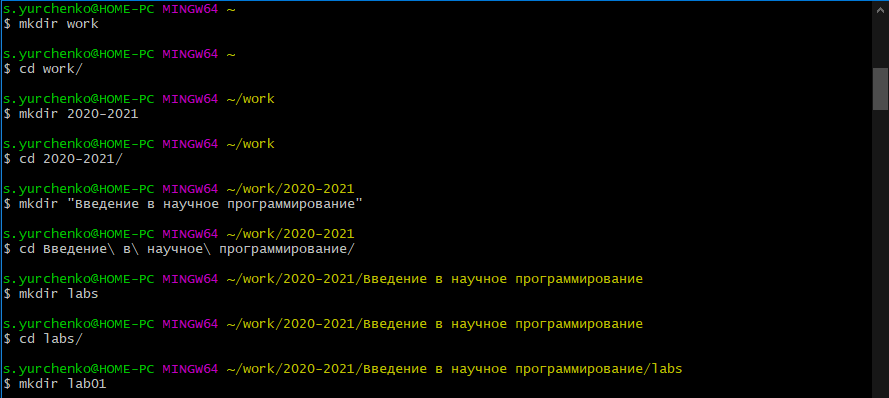 s.yurchenko@HOME-PC MINGW64 ~
$ mkdir work
s.yurchenko@HOME-PC MINGW64 ~
$ cd work/
s.yurchenko@HOME-PC MINGW64 ~/work
$ mkdir 2020-2021
s.yurchenko@HOME-PC MINGW64 ~/work
$ cd 2020-2021/
s.yurchenko@HOME-PC MINGW64 ~/work/2020-2021
$ mkdir "Введение в научное программирование"
s.yurchenko@HOME-PC MINGW64 ~/work/2020-2021
$ cd Введение\ в\ научное\ программирование/
s.yurchenko@HOME-PC MINGW64 ~/work/2020-2021/Введение в научное программирование
$ mkdir labs
s.yurchenko@HOME-PC MINGW64 ~/work/2020-2021/Введение в научное программирование
$ cd labs/
s.yurchenko@HOME-PC MINGW64 ~/work/2020-2021/Введение в научное программирование/labs
$ mkdir lab01